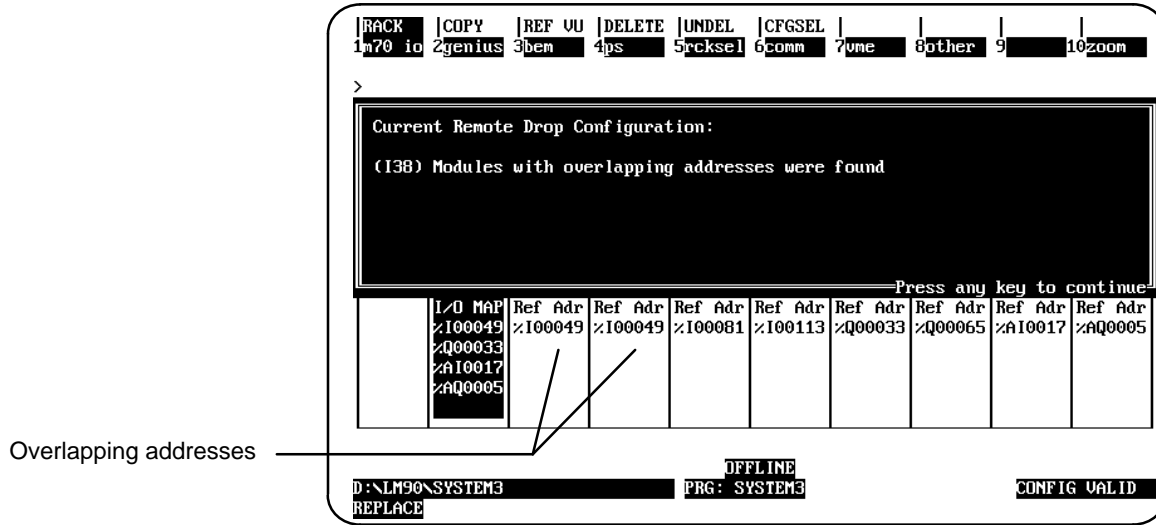 |RACK |COPY |REF VU |DELETE |UNDEL |CFGSEL | | | |
1m70 io 2genius 3bem 4ps 5rcksel 6comm 7vme 8other 9 10zoom
>
Current Remote Drop Configuration:
(I38) Modules with overlapping addresses were found
Press any key to continue
I/O MAP Ref Adr Ref Adr Ref Adr Ref Adr Ref Adr Ref Adr Ref Adr Ref Adr
%I00049 %I00049 %I00049 %I00081 %I00113 %Q00033 %Q00065 %AI0017 %AQ0005
%Q00033
%AI0017
%AQ0005
Overlapping addresses
OFFLINE
D:\LM90\SYSTEM3 PRG: SYSTEM3 CONFIG VALID
REPLACE